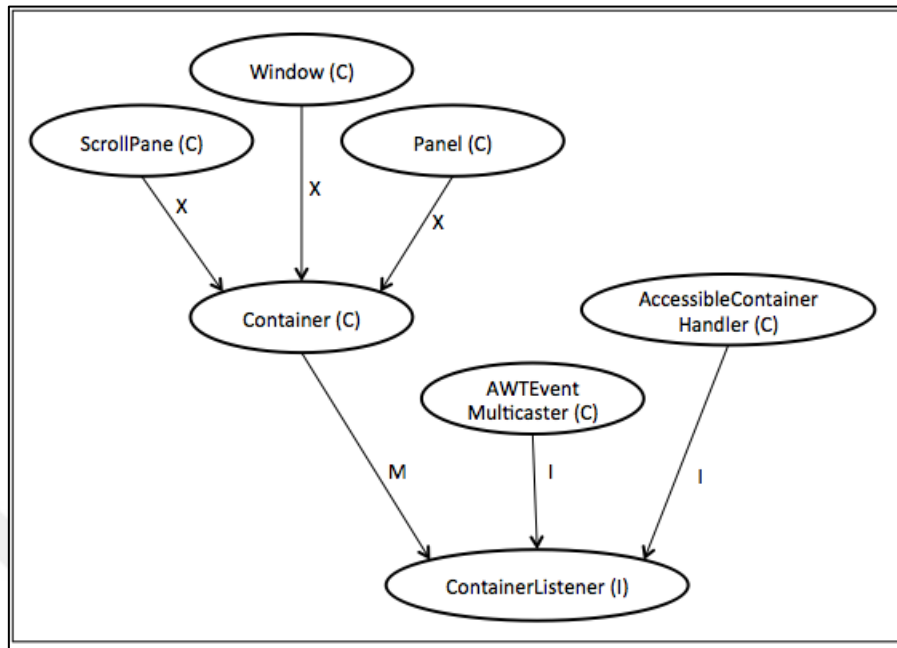 Window (C)
ScrollPane (C)
Panel (C)
X
X
X
Container (C)
AccessibleContainer
Handler (C)
AWTEvent
Multicaster (C)
M
I
I
ContainerListener (I)